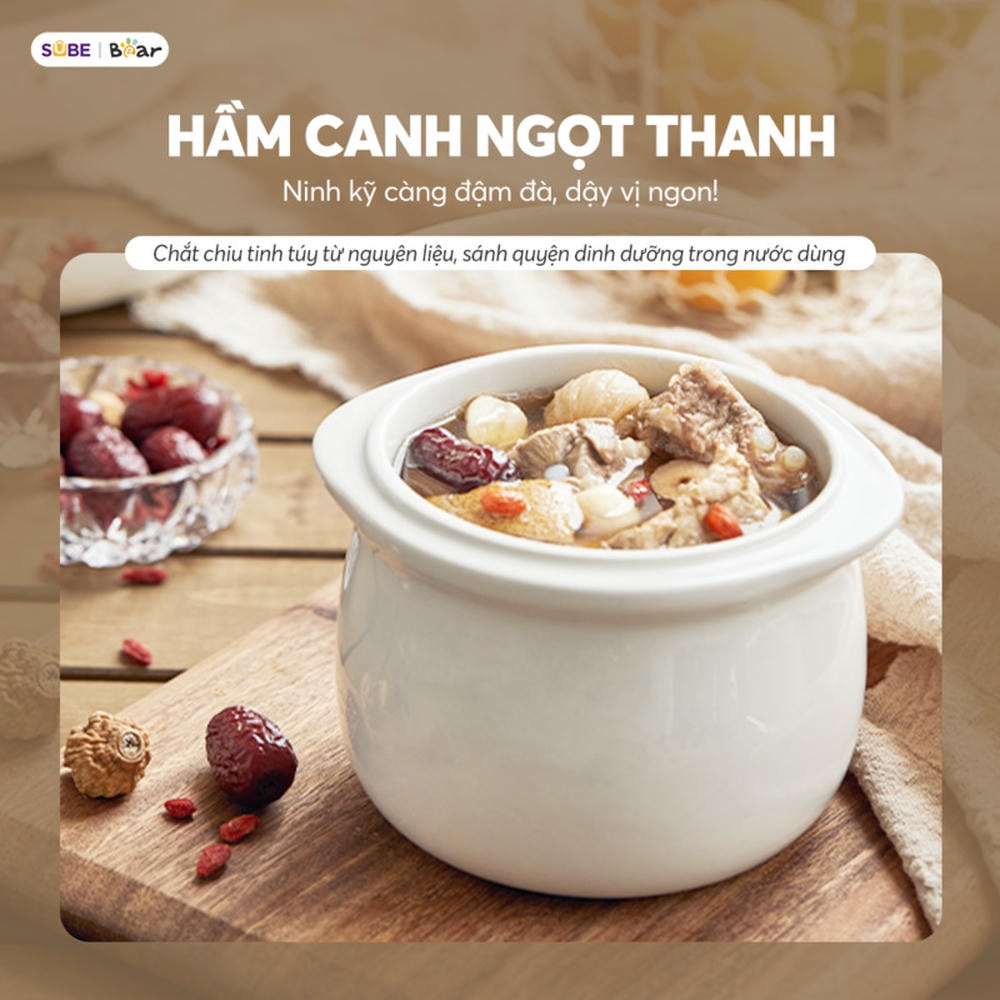 SUBE | Bear
HẦM CANH NGỌT THANH
Ninh kỹ càng đậm đà, dậy vị ngon!
Chắt chiu tinh túy từ nguyên liệu, sánh quyện dinh dưỡng trong nước dùng